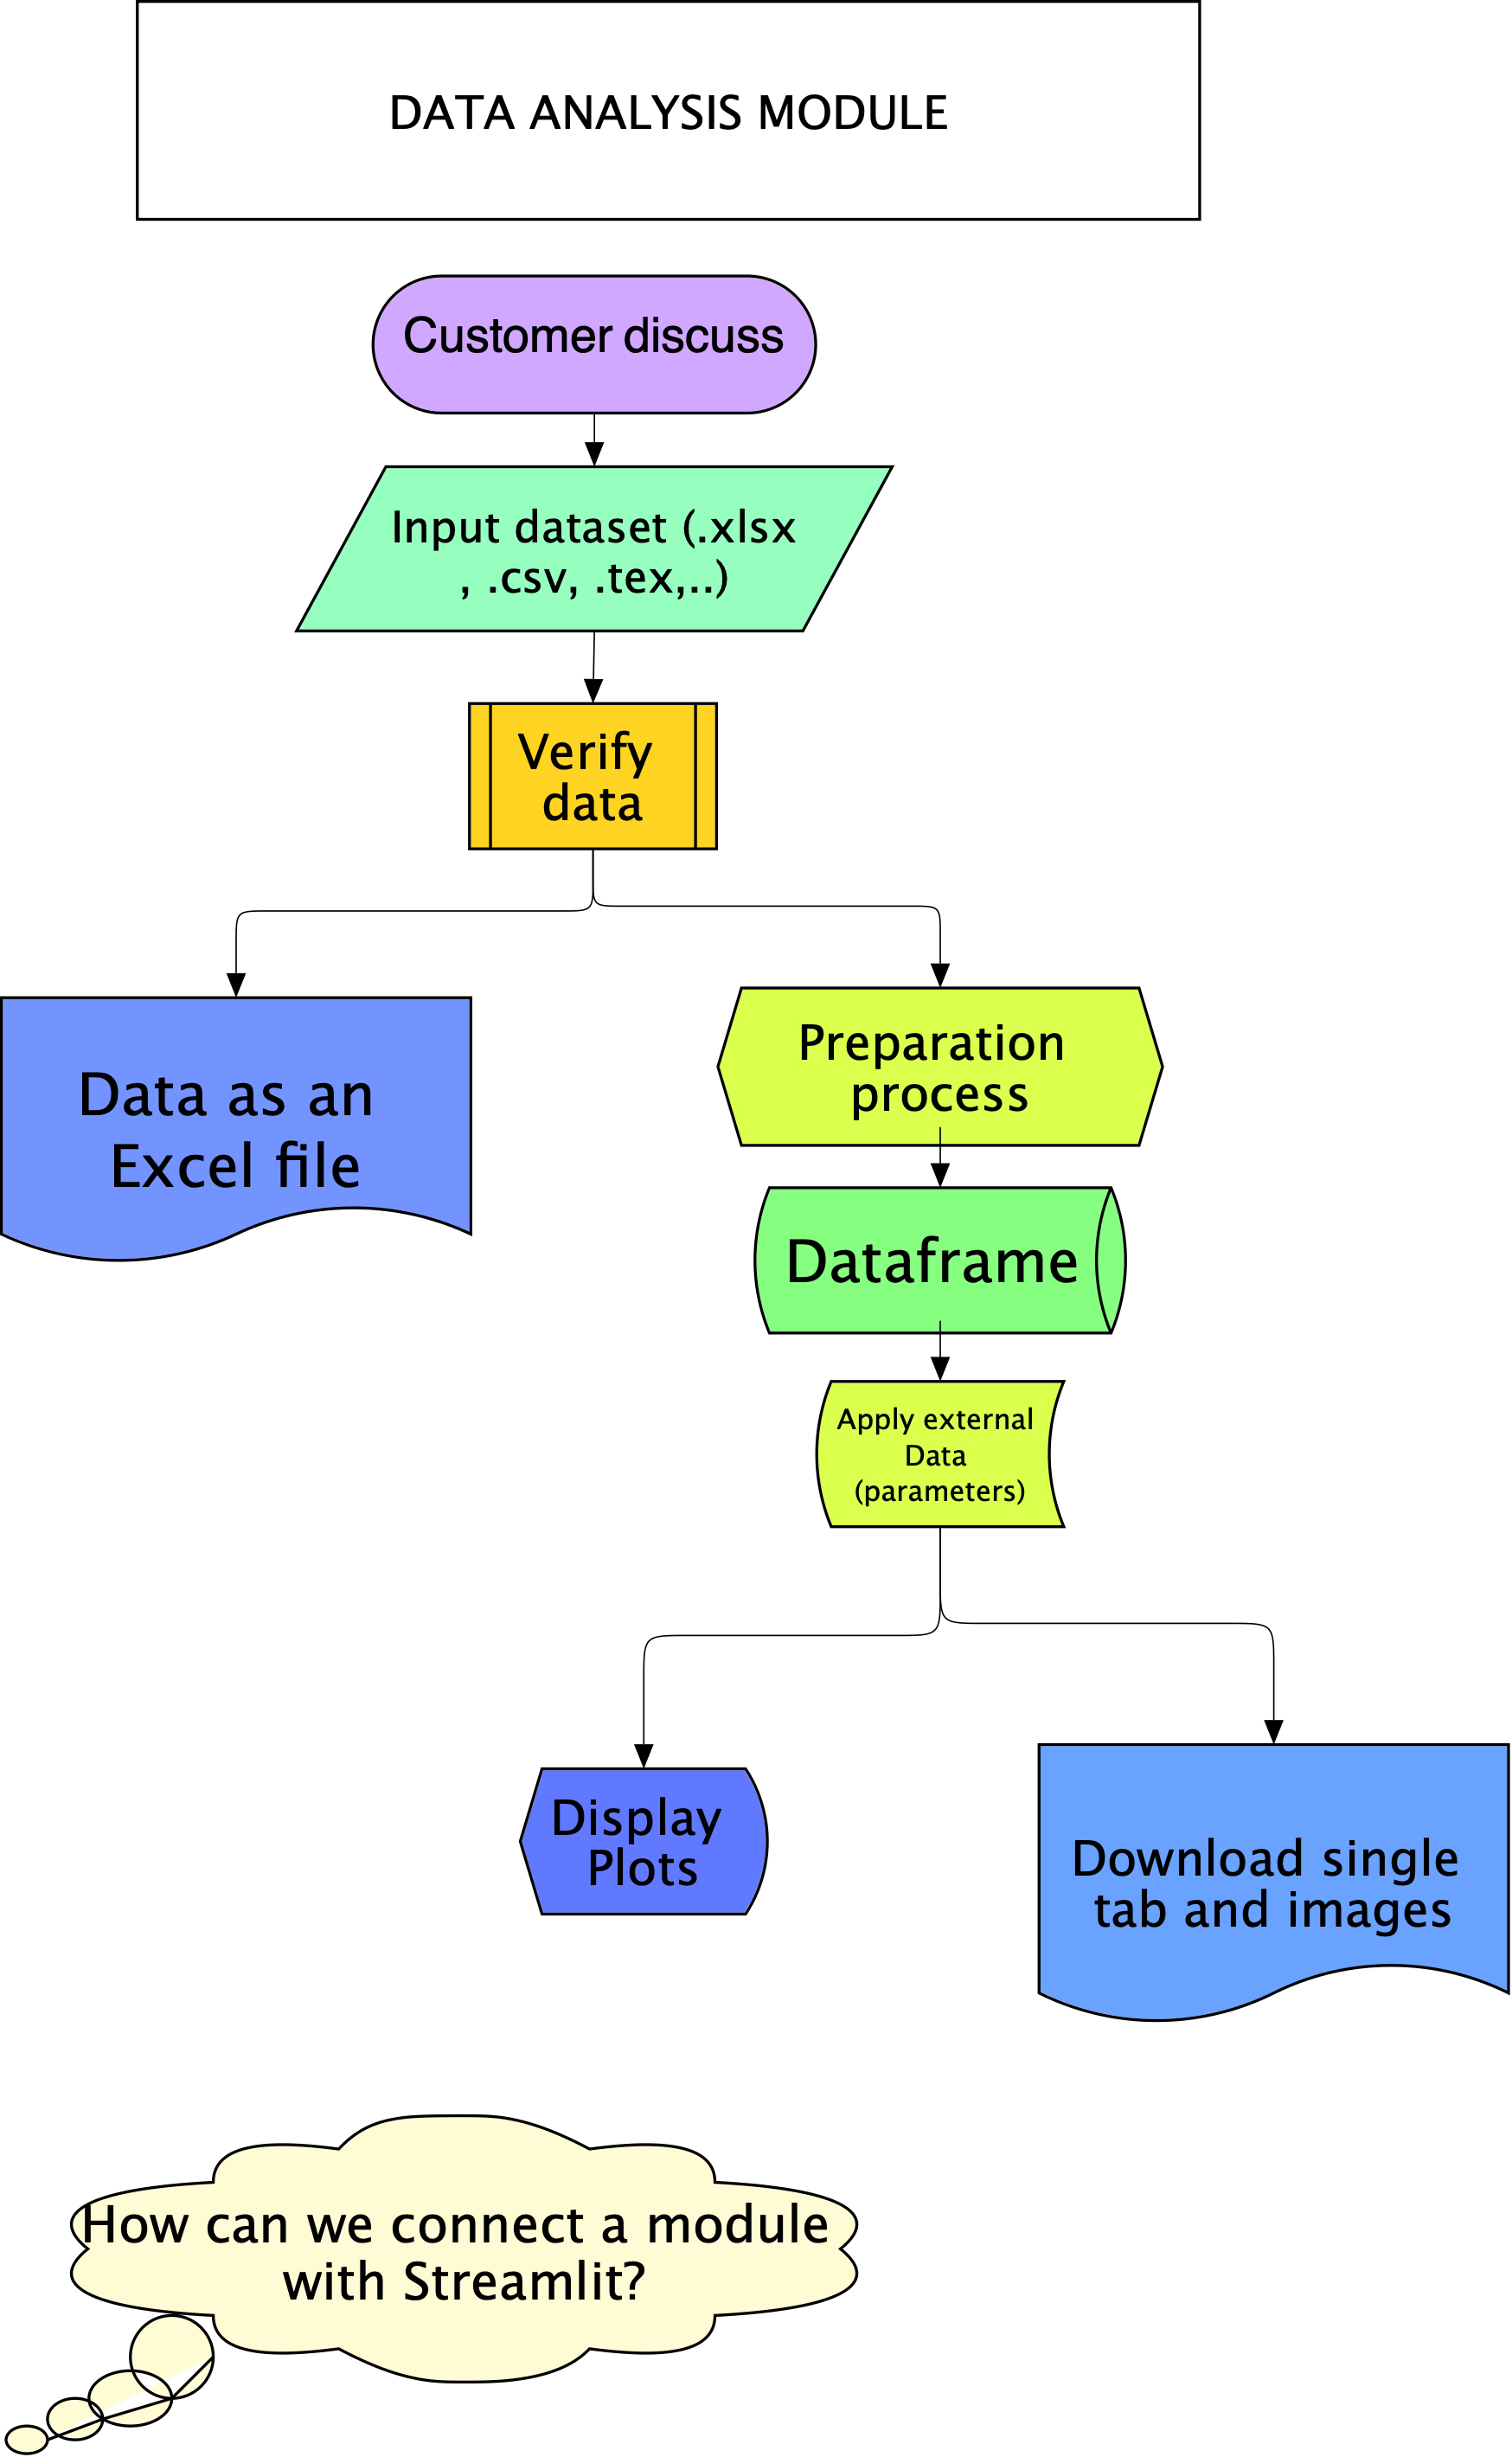 DATA ANALYSIS MODULE
Customer discuss
Input dataset (.xlsx
, .csv, .tex,..)
Verify
data
Data as an
Excel file
Preparation
process
Dataframe
Apply external
Data
(parameters)
Display
Plots
Download single
tab and images
How can we connect a module
with Streamlit?